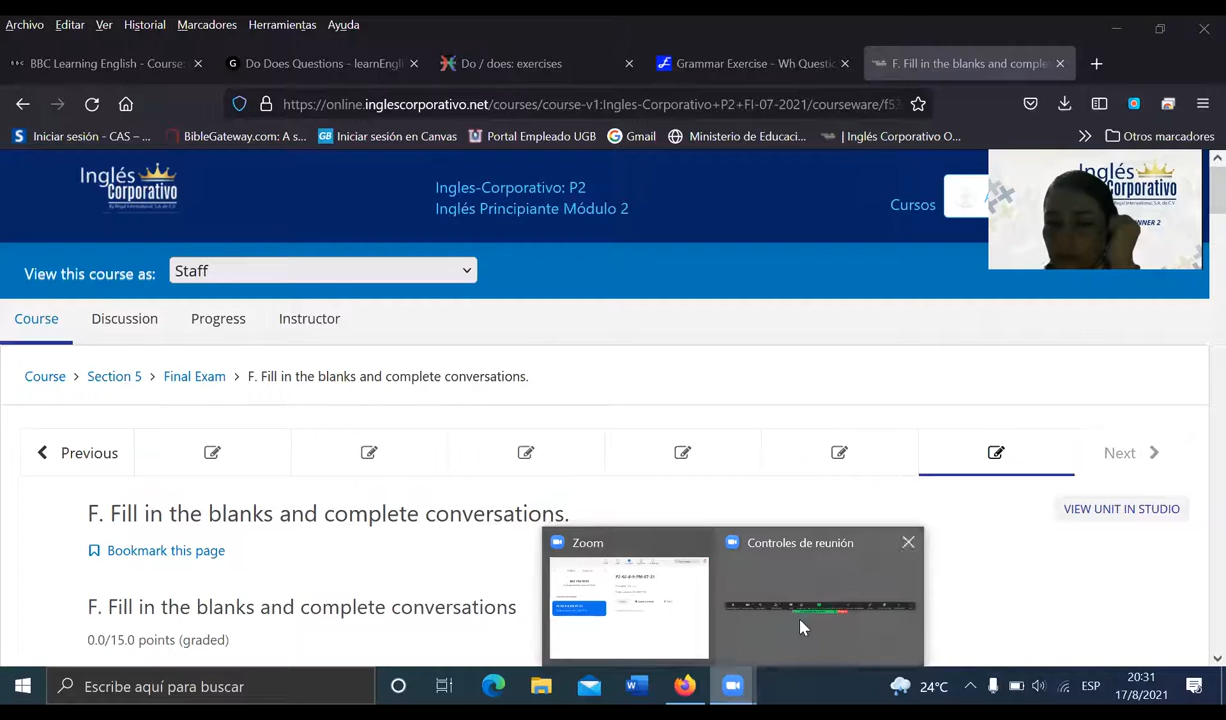 Archivo Editar Ver Historial Marcadores Herramientas Ayuda
BBC Learning English - Course: Do Does Questions - learnEngli Do / does: exercises Grammar Exercise - Wh Questi F. Fill in the blanks and comple
https://online.inglescorporativo.net/courses/course-v1:Ingles-Corporativo+P2+FI-07-2021/courseware/f53
Iniciar sesión - CAS – ... BibleGateway.com: A s... Iniciar sesión en Canvas Portal Empleado UGB Gmail Ministerio de Educaci... | Inglés Corporativo O... Otros marcadores
Inglés
Corporativo
Ingles-Corporativo: P2
Inglés Principiante Módulo 2
Cursos
Inglés
Corporativo
View this course as: Staff
Course Discussion Progress Instructor
Course > Section 5 > Final Exam > F. Fill in the blanks and complete conversations.
Previous Next
F. Fill in the blanks and complete conversations.
VIEW UNIT IN STUDIO
Bookmark this page
Zoom Controles de reunión
F. Fill in the blanks and complete conversations
0.0/15.0 points (graded)
Escribe aquí para buscar
24°C ESP
20:31
17/8/2021